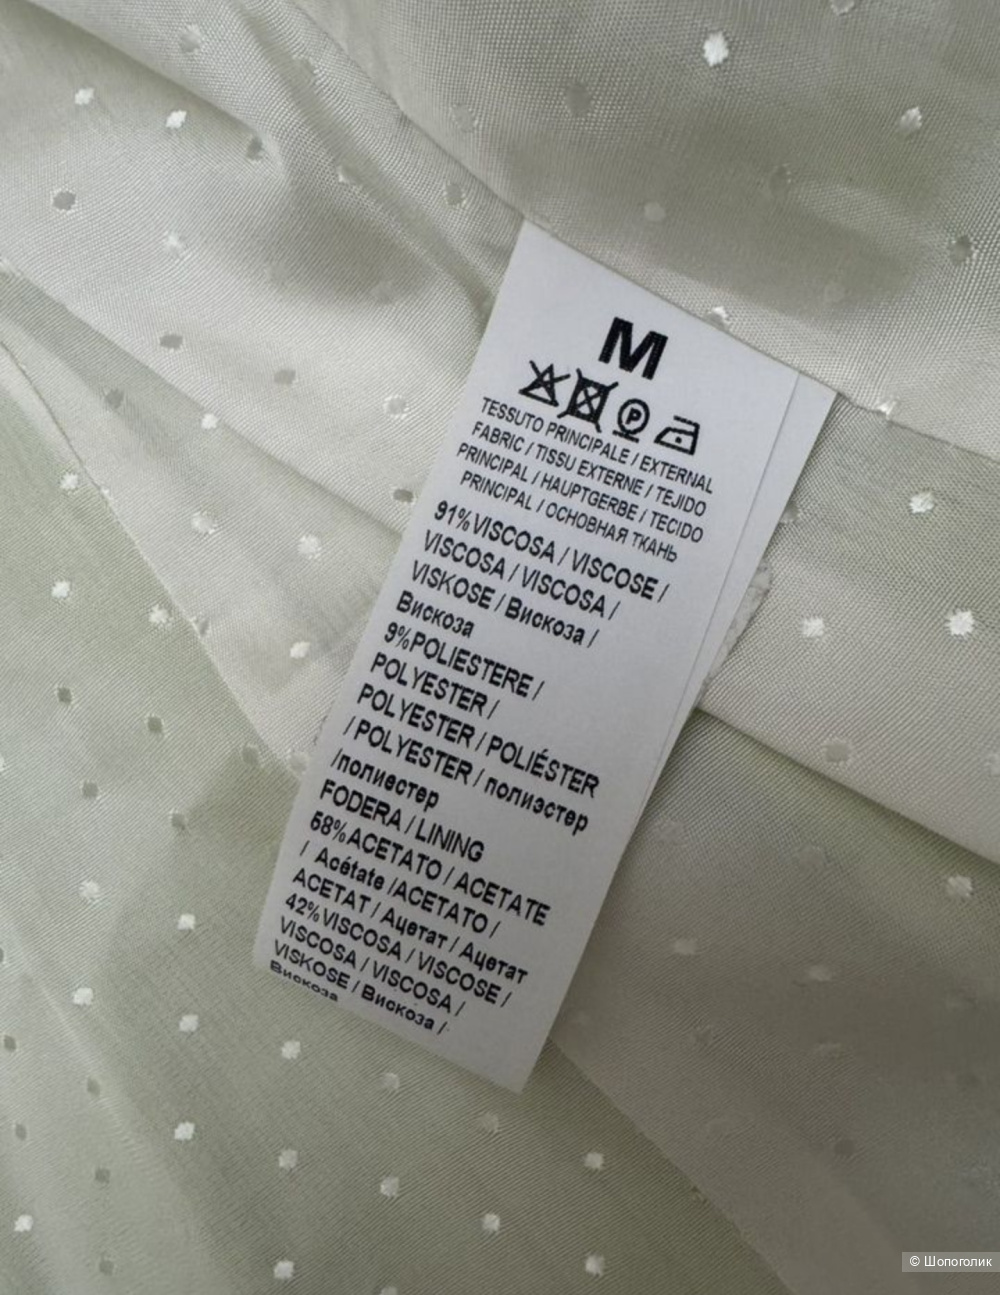 M
TESSUTO PRINCIPALE / EXTERNAL
FABRIC / TISSU EXTERNE / TEJIDO
PRINCIPAL / HAUPTGERBE / TECIDO
PRINCIPAL / ОСНОВНАЯ ТКАНЬ
91%VISCOSA / VISCOSE /
VISCOSA / VISCOSA /
VISKOSE / Вискоза /
Вискоза
9%POLIESTERE /
POLYESTER /
POLYESTER / POLIÉSTER
/ POLYESTER / полиэстер
/полиестер
FODERA / LINING
58%ACETATO / ACETATE
/ Acétate /ACETATO /
ACETAT / Ацетат / Ацетат
42%VISCOSA / VISCOSE /
VISCOSA / VISCOSA /
VISKOSE / Вискоза /
Вискоза
© Шопоголик